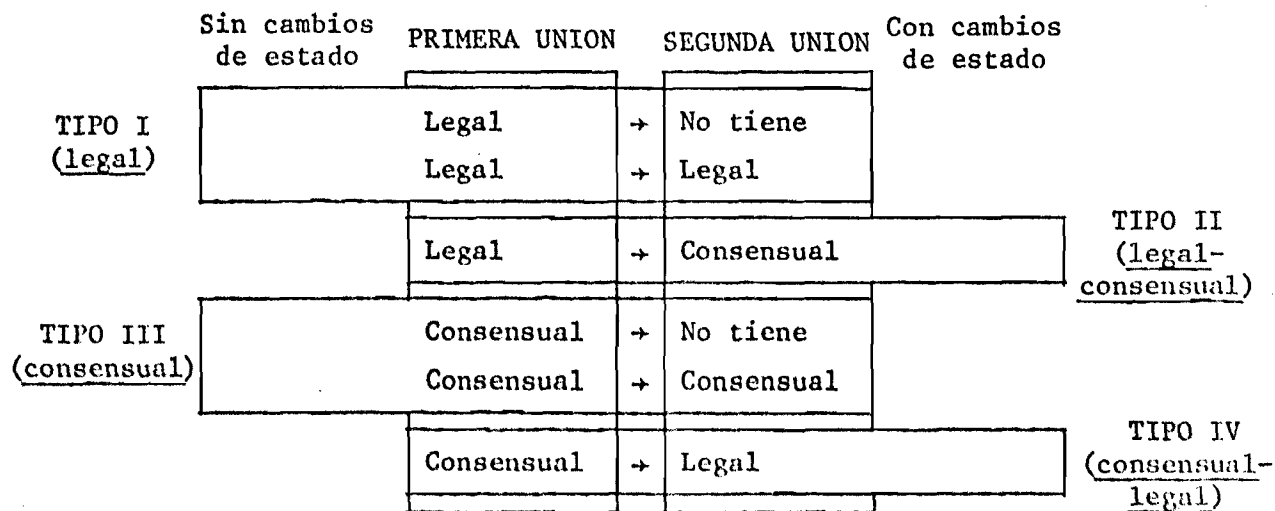 Sin cambios
de estado
PRIMERA UNION
SEGUNDA UNION
Con cambios
de estado
TIPO I
(legal)
Legal → No tiene
Legal → Legal
Legal → Consensual
TIPO II
(legal-
consensual)
TIPO III
(consensual)
Consensual → No tiene
Consensual → Consensual
Consensual → Legal
TIPO IV
(consensual-
legal)